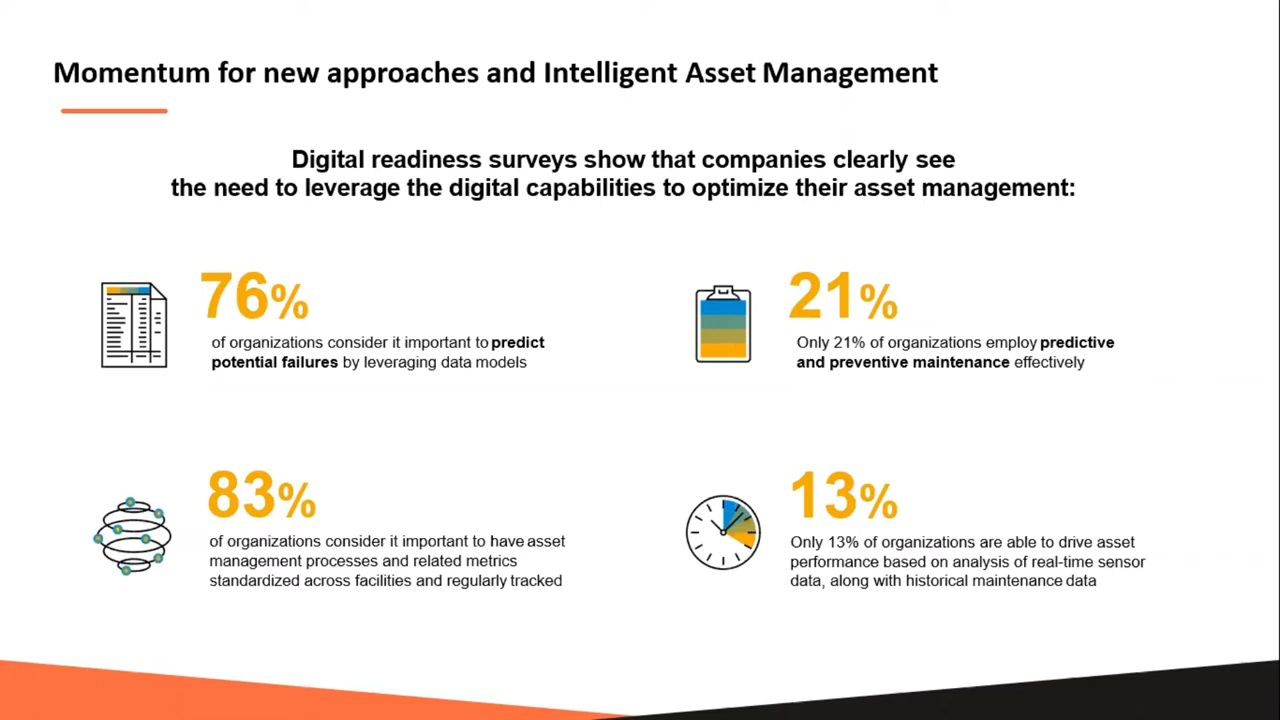 Momentum for new approaches and Intelligent Asset Management
Digital readiness surveys show that companies clearly see
the need to leverage the digital capabilities to optimize their asset management:
76%
of organizations consider it important to predict
potential failures by leveraging data models
21%
Only 21% of organizations employ predictive
and preventive maintenance effectively
83%
of organizations consider it important to have asset
management processes and related metrics
standardized across facilities and regularly tracked
13%
Only 13% of organizations are able to drive asset
performance based on analysis of real-time sensor
data, along with historical maintenance data